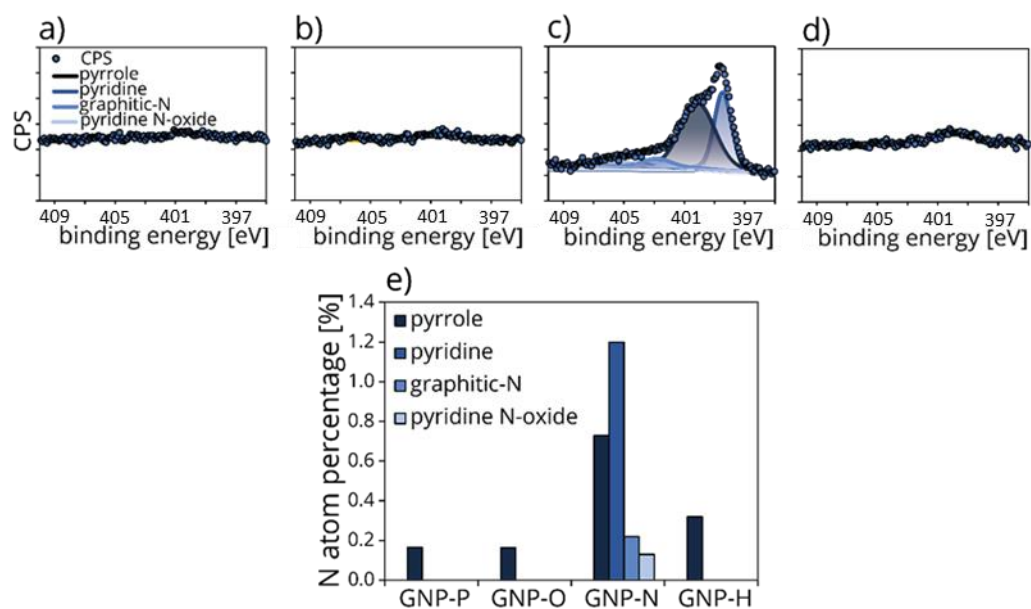 a)
b)
c)
d)
CPS
pyrrole
pyridine
graphitic-N
pyridine N-oxide
CPS
409 405 401 397
409 405 401 397
409 405 401 397
409 405 401 397
binding energy [eV]
binding energy [eV]
binding energy [eV]
binding energy [eV]
e)
N atom percentage [%]
1.4
1.2
1.0
0.8
0.6
0.4
0.2
0.0
pyrrole
pyridine
graphitic-N
pyridine N-oxide
GNP-P GNP-O GNP-N GNP-H